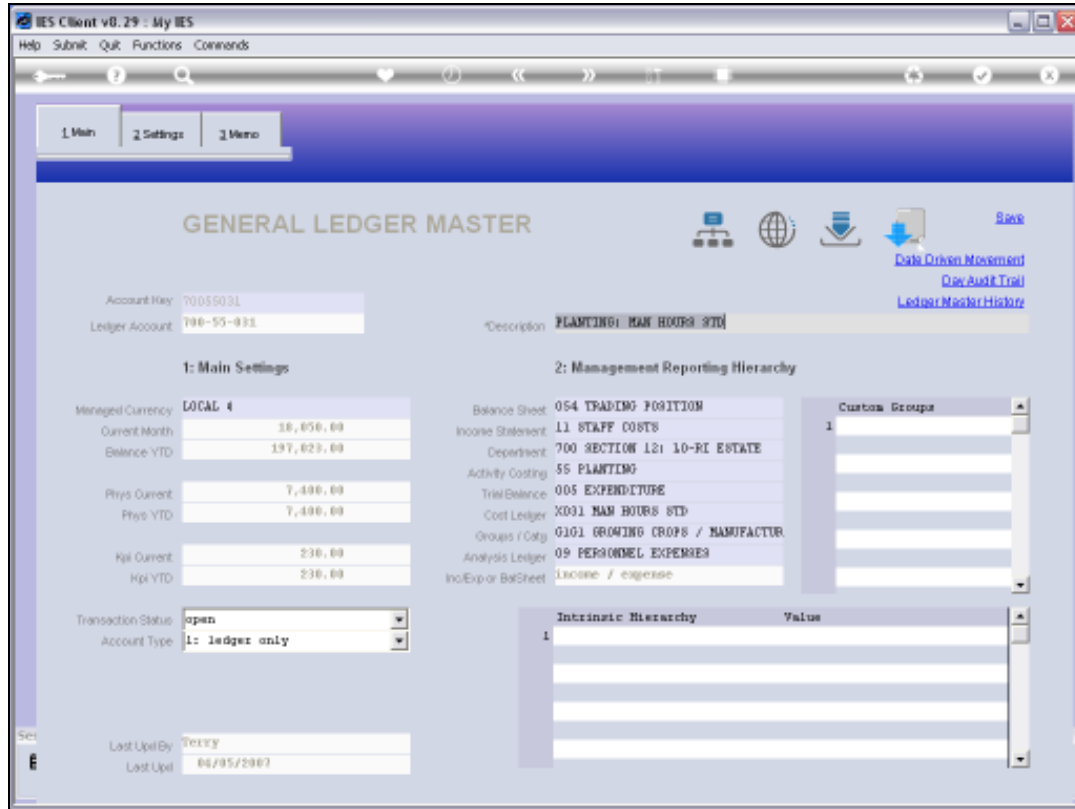 IES Client v8.29 : My IES
Help Submit Quit Functions Commands
1 Main 2 Settings 3 Memo
GENERAL LEDGER MASTER
Save
Date Driven Movement
Day Audit Trail
Ledger Master History
Account Key 70055031
Ledger Account 700-55-031
*Description PLANTING: MAN HOURS STD
1: Main Settings
2: Management Reporting Hierarchy
Managed Currency LOCAL
Current Month 18,050.00
Balance YTD 197,023.00
Phys Current 7,480.00
Phys YTD 7,480.00
Kpi Current 230.00
Kpi YTD 230.00
Balance Sheet 054 TRADING POSITION
Income Statement 11 STAFF COSTS
Department 700 SECTION 12: 10-RI ESTATE
Activity Costing 55 PLANTING
Trial Balance 005 EXPENDITURE
Cost Ledger XD31 MAN HOURS STD
Groups / Catg G1G1 GROWING CROPS / MANUFACTUR
Analysis Ledger 09 PERSONNEL EXPENSES
Inc/Exp or BalSheet income / expense
Custom Groups
1
Transaction Status open
Account Type 1: ledger only
Intrinsic Hierarchy Value
1
Last Upd By Terry
Last Upd 04/05/2007